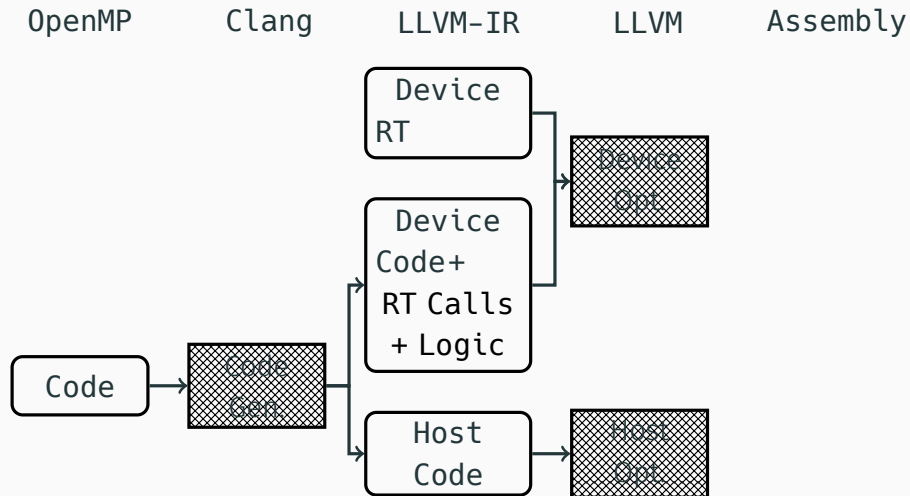 OpenMP Clang LLVM-IR LLVM Assembly
Device
RT
Device
Opt.
Device
Code+
RT Calls
+ Logic
Code
Code
Gen.
Host
Code
Host
Opt.